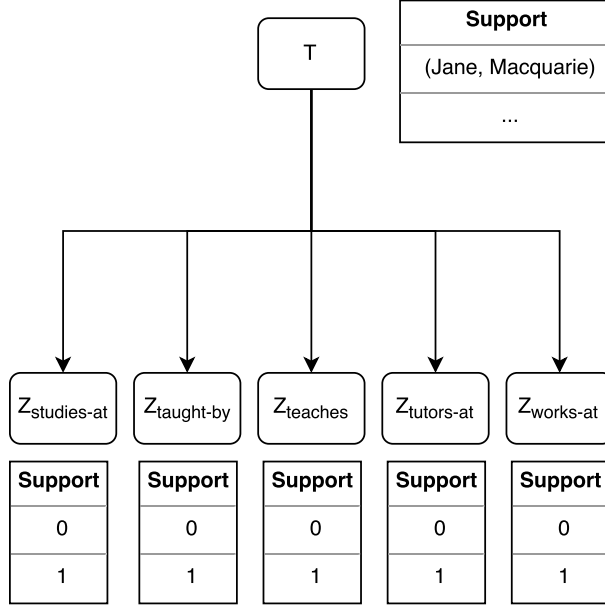 T
Support
(Jane, Macquarie)
...
Zstudies-at
Ztaught-by
Zteaches
Ztutors-at
Zworks-at
Support
Support
Support
Support
Support
0
0
0
0
0
1
1
1
1
1